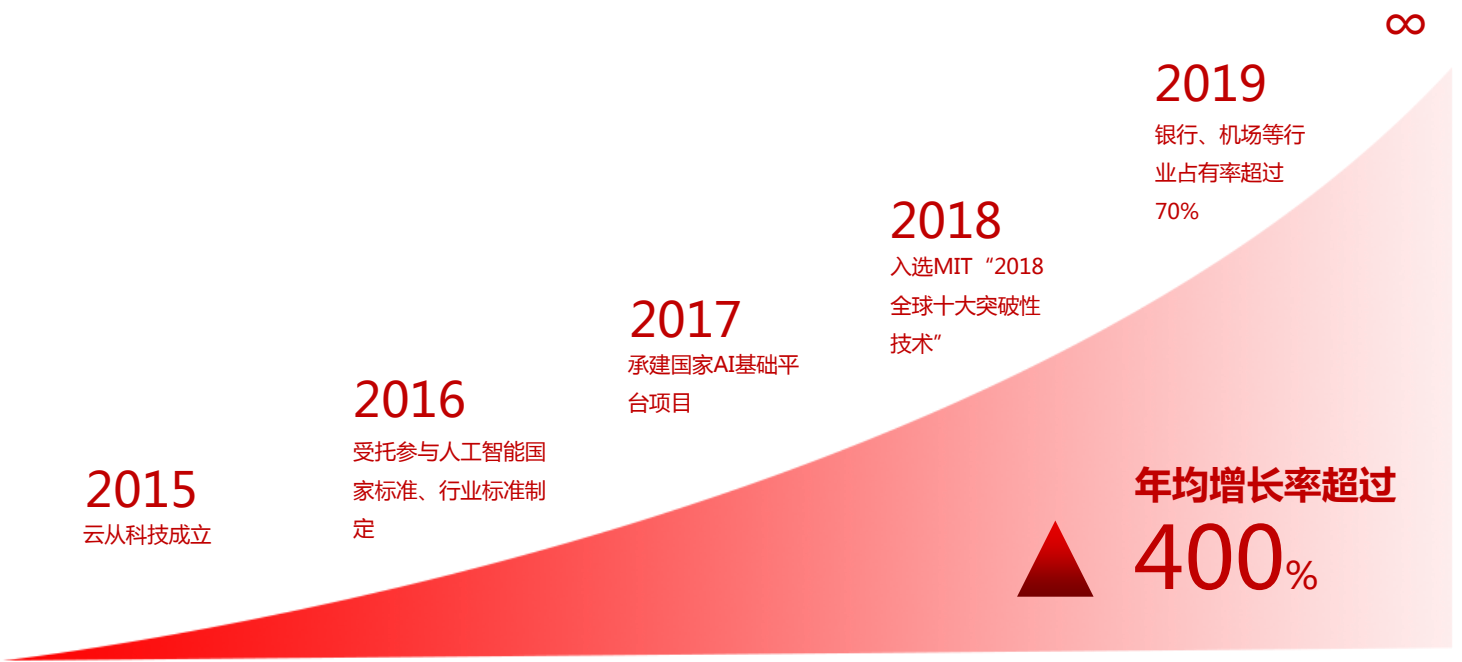 2015
云从科技成立
2016
受托参与人工智能国
家标准、行业标准制
定
2017
承建国家AI基础平
台项目
2018
入选MIT“2018
全球十大突破性
技术”
2019
银行、机场等行
业占有率超过
70%
∞
年均增长率超过
400%